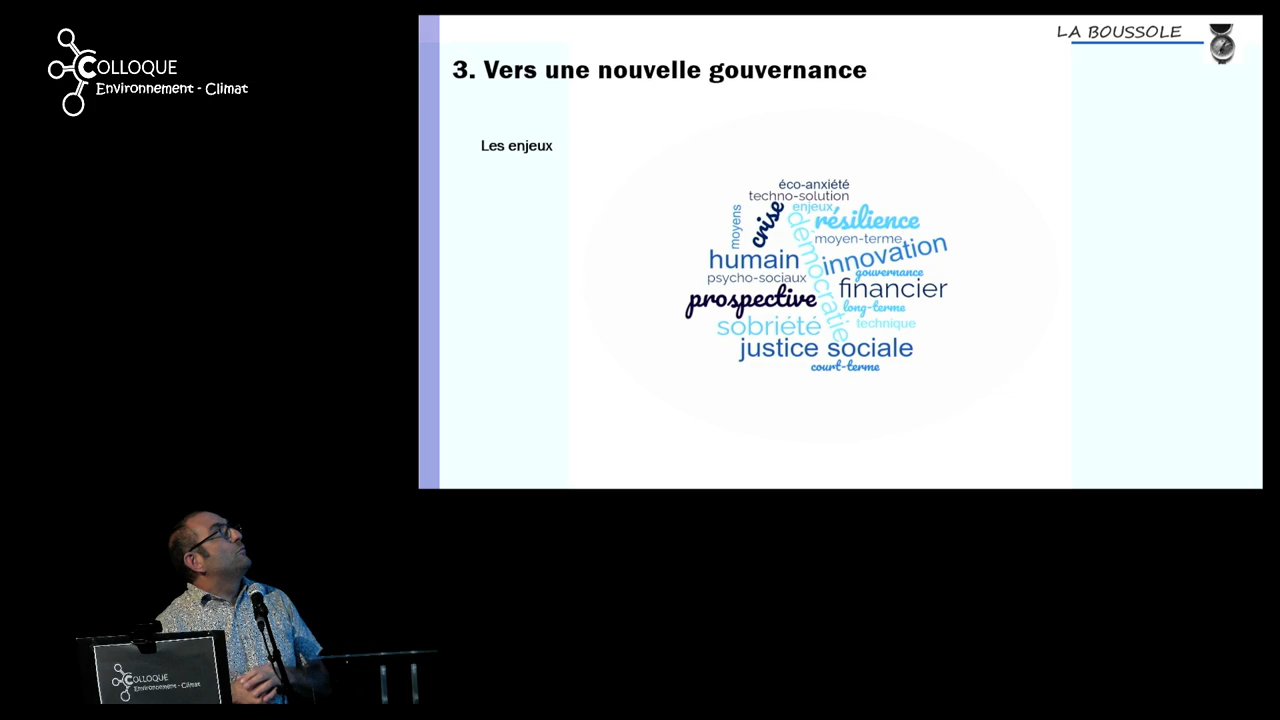 COLLOQUE
Environnement - Climat
LA BOUSSOLE
3. Vers une nouvelle gouvernance
Les enjeux
éco-anxiété
techno-solution
enjeux
moyens
crise
démocratie
résilience
moyen-terme
humain
innovation
gouvernance
psycho-sociaux
financier
prospective
long-terme
sobriété
technique
justice sociale
court-terme
COLLOQUE
Environnement - Climat